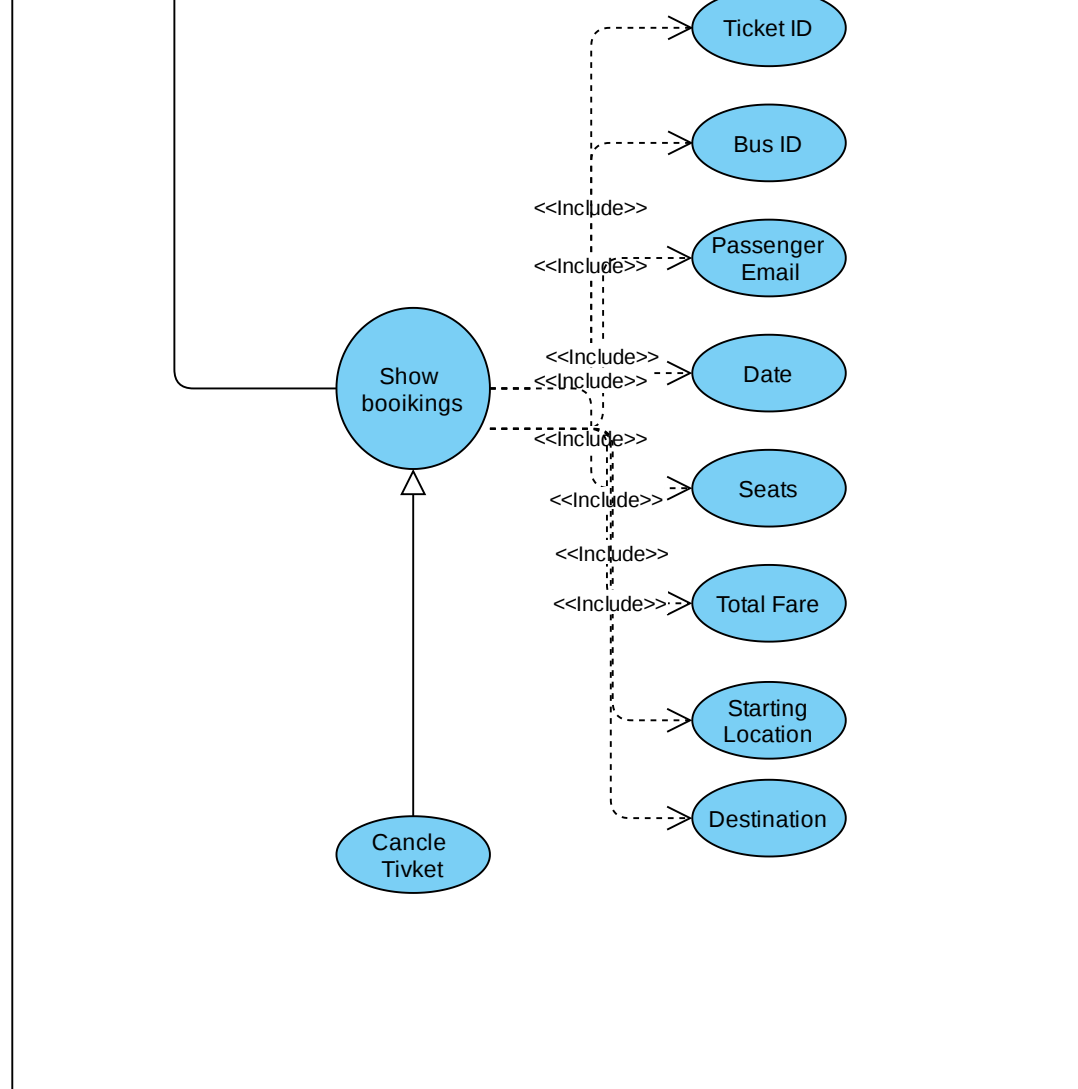 Ticket ID
Bus ID
<<Include>>
Passenger
Email
<<Include>>
<<Include>>
Date
Show
booikings
<<Include>>
<<Include>>
Seats
<<Include>>
<<Include>>
Total Fare
<<Include>>
Starting
Location
Destination
Cancle
Tivket